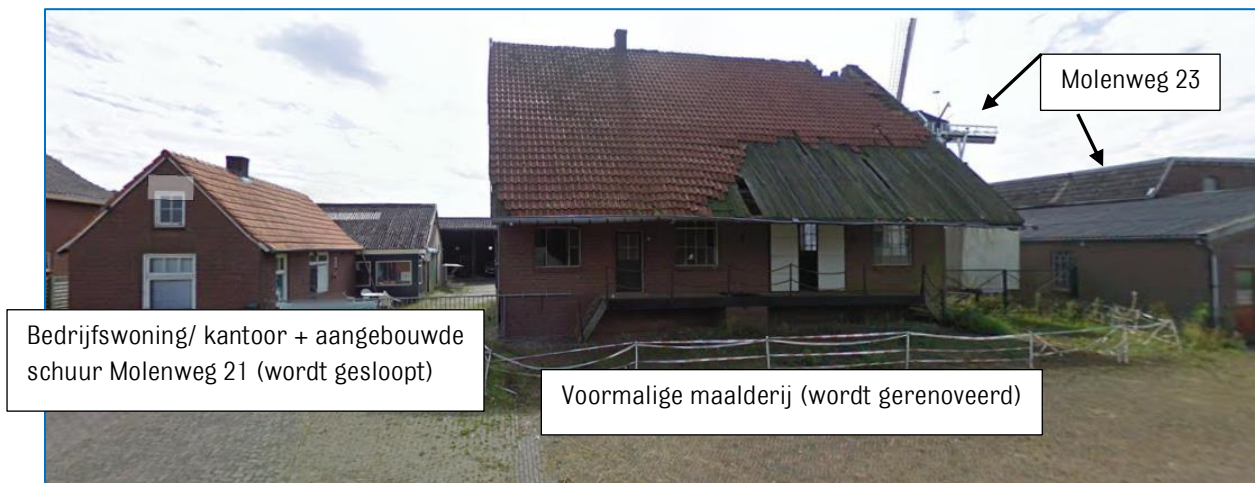 Molenweg 23
Bedrijfswoning/ kantoor + aangebouwde
schuur Molenweg 21 (wordt gesloopt)
Voormalige maalderij (wordt gerenoveerd)